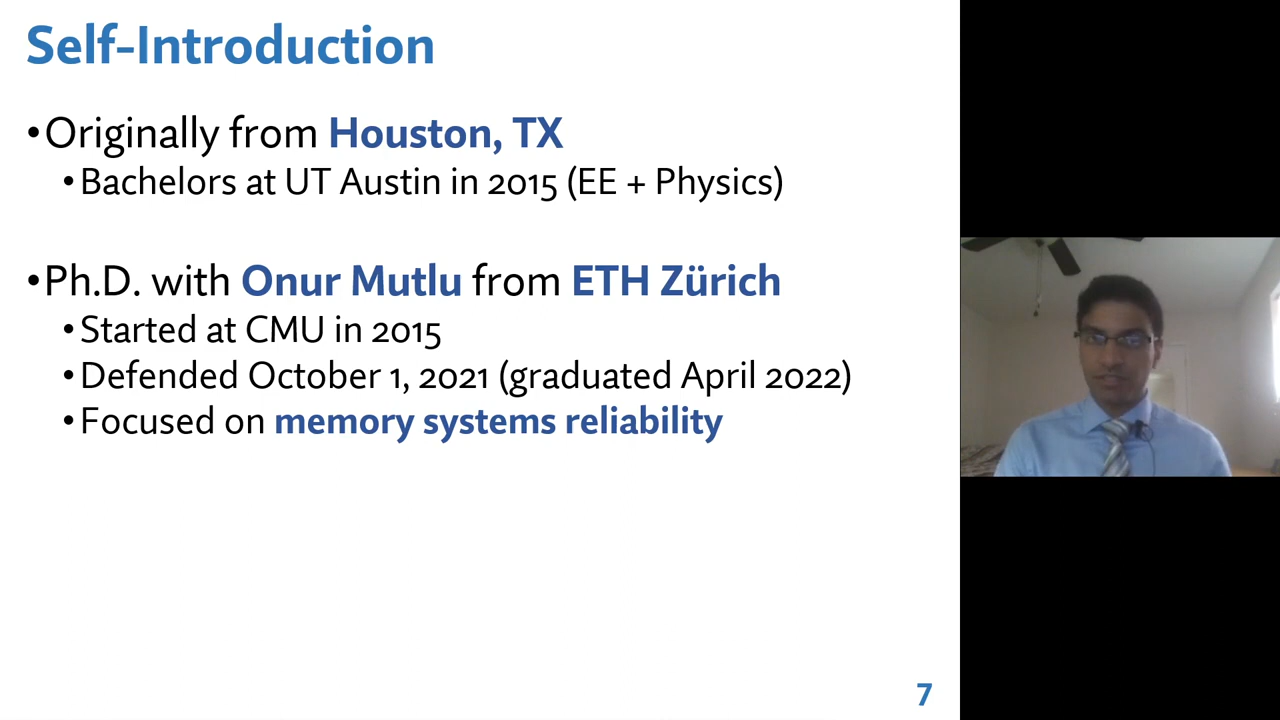 Self-Introduction
•Originally from Houston, TX
•Bachelors at UT Austin in 2015 (EE + Physics)
•Ph.D. with Onur Mutlu from ETH Zürich
•Started at CMU in 2015
•Defended October 1, 2021 (graduated April 2022)
•Focused on memory systems reliability
7